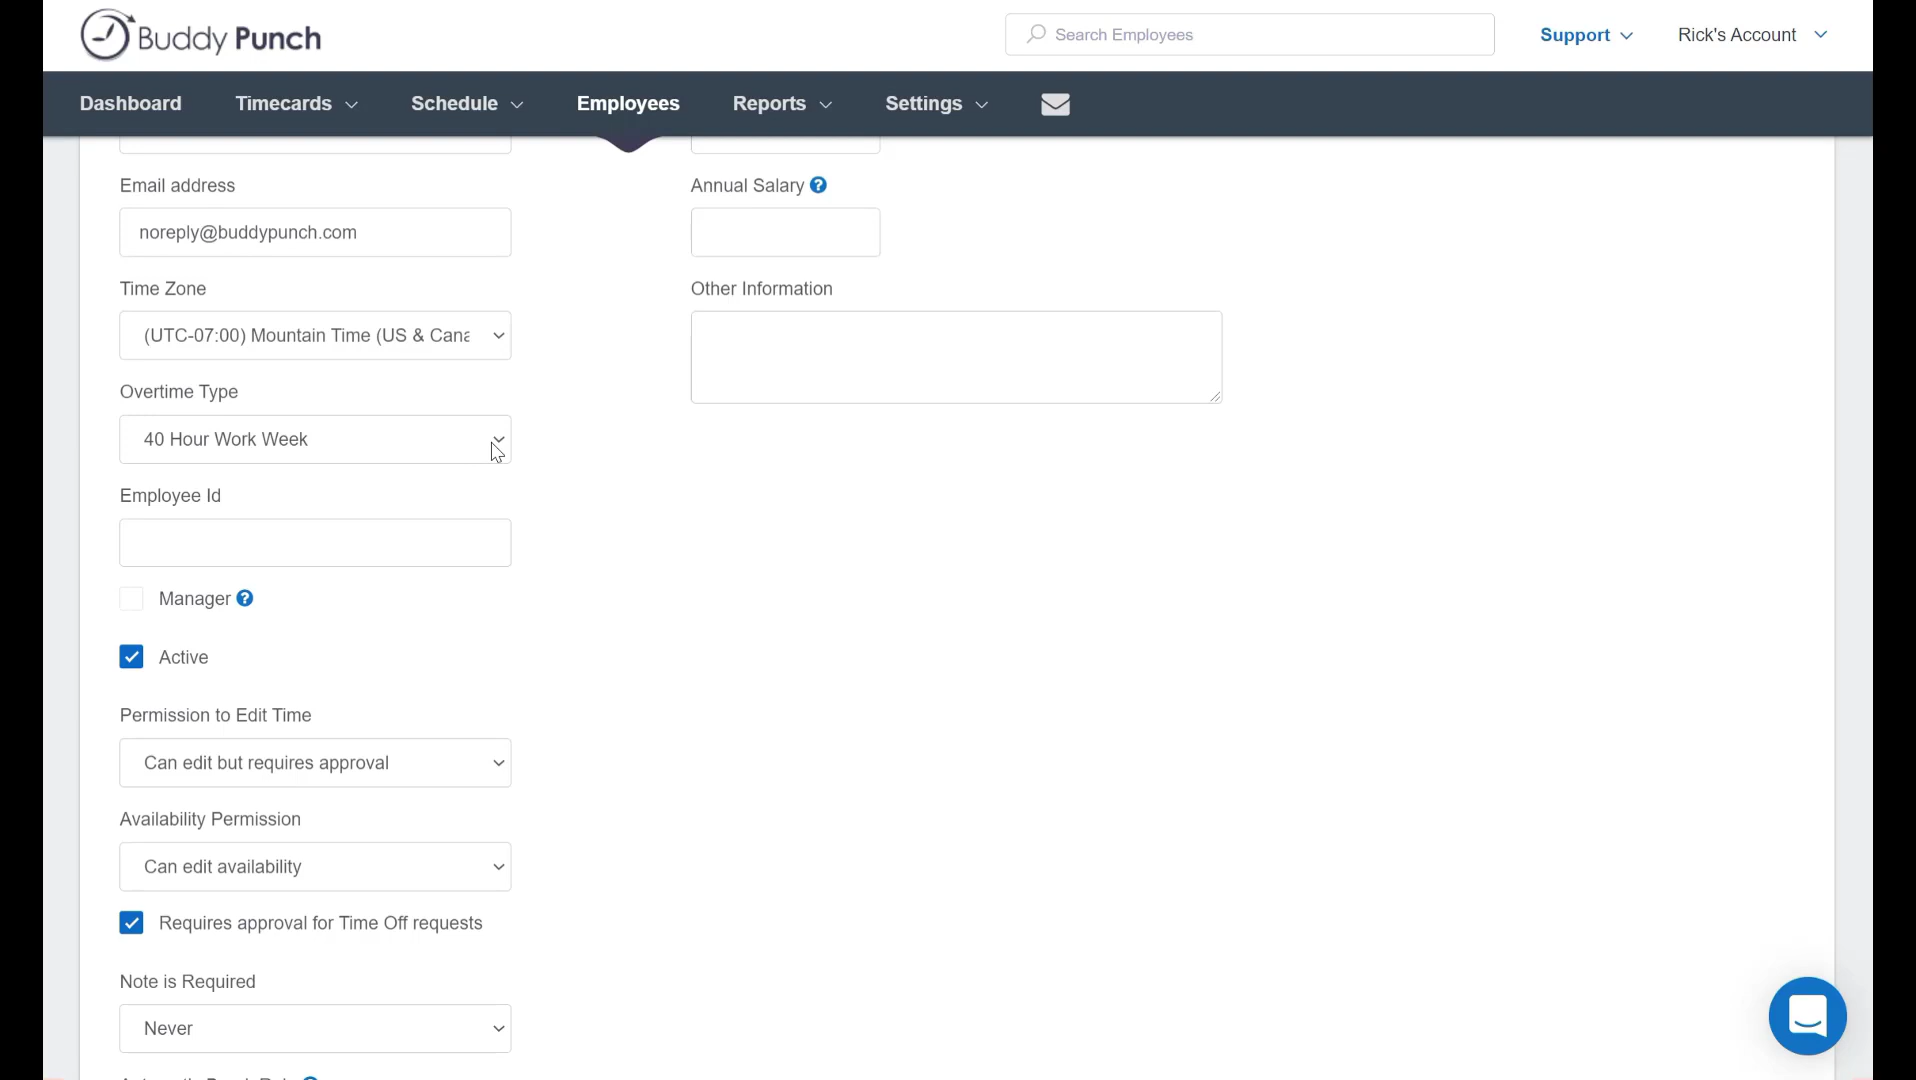 Buddy Punch
Search Employees
Support
Rick's Account
Dashboard
Timecards
Schedule
Employees
Reports
Settings
Email address
noreply@buddypunch.com
Annual Salary ?
Time Zone
(UTC-07:00) Mountain Time (US &
Other Information
Overtime Type
40 Hour Work Week
Employee Id
Manager ?
Active
Permission to Edit Time
Can edit but requires approval
Availability Permission
Can edit availability
Requires approval for Time Off requests
Note is Required
Never